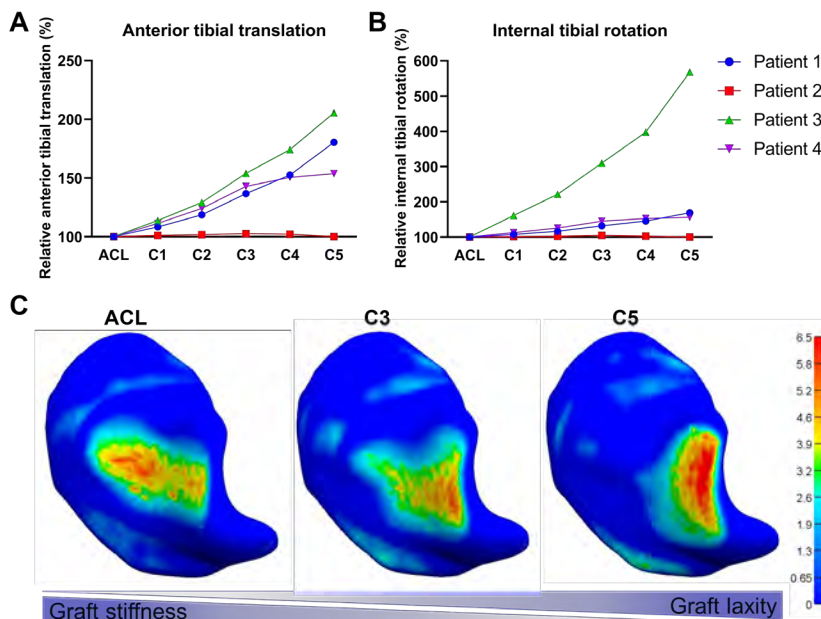 A
Anterior tibial translation
Relative anterior tibial translation (%)
250
200
150
100
ACL C1 C2 C3 C4 C5
B
Internal tibial rotation
Relative internal tibial rotation (%)
600
500
400
300
200
100
ACL C1 C2 C3 C4 C5
Patient 1
Patient 2
Patient 3
Patient 4
C
ACL C3 C5
6.5
5.8
5.2
4.5
3.9
3.2
2.6
1.9
1.3
0.65
0
Graft stiffness
Graft laxity